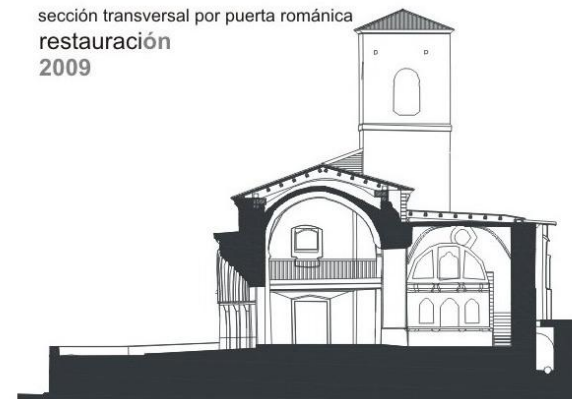 sección transversal por puerta románica
restauración
2009